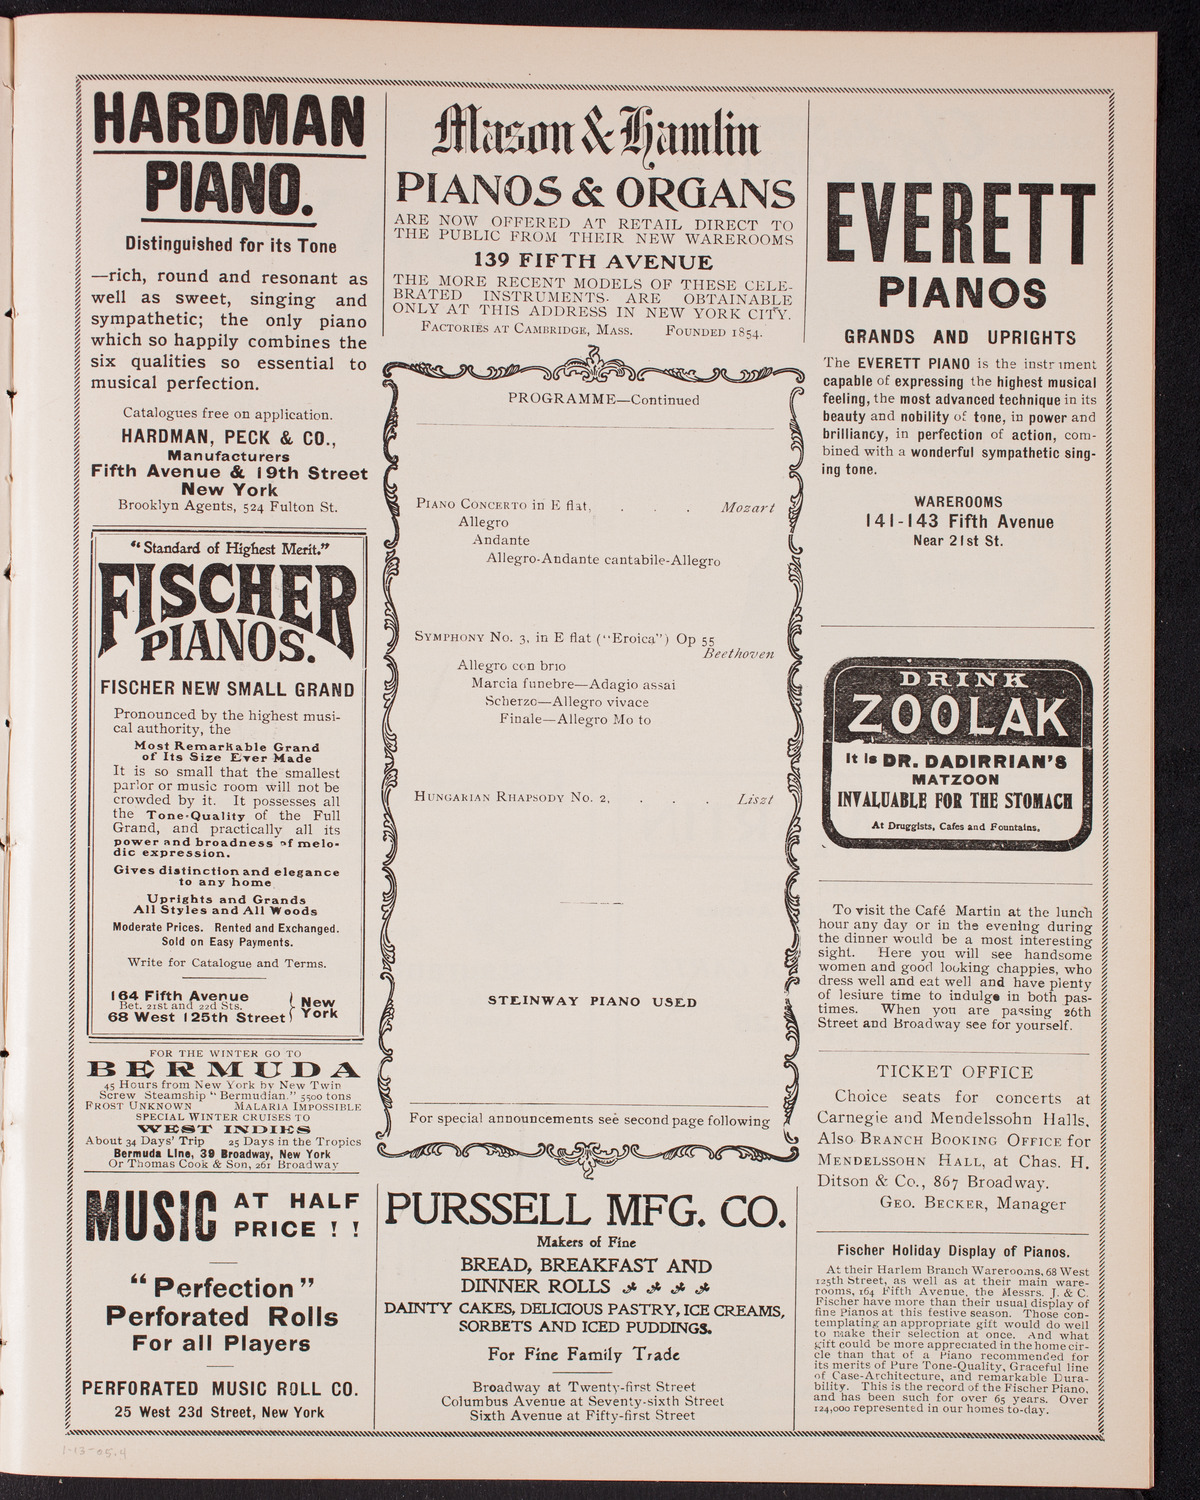 HARDMAN
PIANO.
Distinguished for its Tone
—rich, round and resonant as
well as sweet, singing and
sympathetic; the only piano
which so happily combines the
six qualities so essential to
musical perfection.
Catalogues free on application.
HARDMAN, PECK & CO.,
Manufacturers
Fifth Avenue & 19th Street
New York
Brooklyn Agents, 524 Fulton St.
"Standard of Highest Merit."
FISCHER
PIANOS.
FISCHER NEW SMALL GRAND
Pronounced by the highest musi-
cal authority, the
Most Remarkable Grand
of Its Size Ever Made
It is so small that the smallest
parlor or music room will not be
crowded by it. It possesses all
the Tone-Quality of the Full
Grand, and practically all its
power and broadness of melo-
dic expression.
Gives distinction and elegance
to any home
Uprights and Grands
All Styles and All Woods
Moderate Prices. Rented and Exchanged.
Sold on Easy Payments.
Write for Catalogue and Terms.
164 Fifth Avenue
Bet. 21st and 22d Sts.
68 West 125th Street
New
York
FOR THE WINTER GO TO
BERMUDA
45 Hours from New York by New Twin
Screw Steamship "Bermudian." 5500 tons
FROST UNKNOWN MALARIA IMPOSSIBLE
SPECIAL WINTER CRUISES TO
WEST INDIES
About 34 Days' Trip 25 Days in the Tropics
Bermuda Line, 39 Broadway, New York
Or Thomas Cook & Son, 261 Broadway
MUSIC AT HALF
PRICE ! !
"Perfection"
Perforated Rolls
For all Players
PERFORATED MUSIC ROLL CO.
25 West 23d Street, New York
1-13-05.4
Mason & Hamlin
PIANOS & ORGANS
ARE NOW OFFERED AT RETAIL DIRECT TO
THE PUBLIC FROM THEIR NEW WAREROOMS
139 FIFTH AVENUE
THE MORE RECENT MODELS OF THESE CELE-
BRATED INSTRUMENTS. ARE OBTAINABLE
ONLY AT THIS ADDRESS IN NEW YORK CITY.
FACTORIES AT CAMBRIDGE, MASS. FOUNDED 1854.
PROGRAMME—Continued
PIANO CONCERTO in E flat, . . . Mozart
Allegro
Andante
Allegro-Andante cantabile-Allegro
SYMPHONY NO. 3, in E flat ("Eroica") Op 55
Beethoven
Allegro con brio
Marcia funebre—Adagio assai
Scherzo—Allegro vivace
Finale—Allegro Mo to
HUNGARIAN RHAPSODY NO. 2, . . . Liszt
STEINWAY PIANO USED
For special announcements see second page following
PURSSELL MFG. CO.
Makers of Fine
BREAD, BREAKFAST AND
DINNER ROLLS
DAINTY CAKES, DELICIOUS PASTRY, ICE CREAMS,
SORBETS AND ICED PUDDINGS.
For Fine Family Trade
Broadway at Twenty-first Street
Columbus Avenue at Seventy-sixth Street
Sixth Avenue at Fifty-first Street
EVERETT
PIANOS
GRANDS AND UPRIGHTS
The EVERETT PIANO is the instr ument
capable of expressing the highest musical
feeling, the most advanced technique in its
beauty and nobility of tone, in power and
brilliancy, in perfection of action, com-
bined with a wonderful sympathetic sing-
ing tone.
WAREROOMS
141-143 Fifth Avenue
Near 21st St.
DRINK
ZOOLAK
It is DR. DADIRRIAN'S
MATZOON
INVALUABLE FOR THE STOMACH
At Druggists, Cafes and Fountains.
To visit the Café Martin at the lunch
hour any day or in the evening during
the dinner would be a most interesting
sight. Here you will see handsome
women and good looking chappies, who
dress well and eat well and have plenty
of lesiure time to indulge in both pas-
times. When you are passing 26th
Street and Broadway see for yourself.
TICKET OFFICE
Choice seats for concerts at
Carnegie and Mendelssohn Halls,
Also BRANCH BOOKING OFFICE for
MENDELSSOHN HALL, at Chas. H.
Ditson & Co., 867 Broadway.
GEO. BECKER, Manager
Fischer Holiday Display of Pianos.
At their Harlem Branch Warerooms, 68 West
125th Street, as well as at their main ware-
rooms, 164 Fifth Avenue, the Messrs. J. & C.
Fischer have more than their usual display of
fine Pianos at this festive season. Those con-
templating an appropriate gift would do well
to make their selection at once. And what
gift could be more appreciated in the home cir-
cle than that of a Piano recommended for
its merits of Pure Tone-Quality, Graceful line
of Case-Architecture, and remarkable Dura-
bility. This is the record of the Fischer Piano,
and has been such for over 65 years. Over
124,000 represented in our homes to-day.